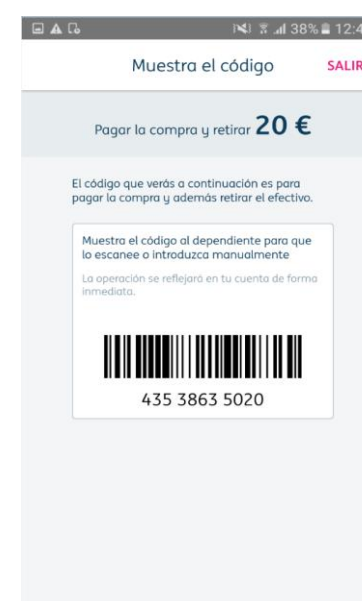 38% 12:4
Muestra el código SALIR
Pagar la compra y retirar 20 €
El código que verás a continuación es para
pagar la compra y además retirar el efectivo.
Muestra el código al dependiente para que
lo escanee o introduzca manualmente
La operación se reflejará en tu cuenta de forma
inmediata.
435 3863 5020